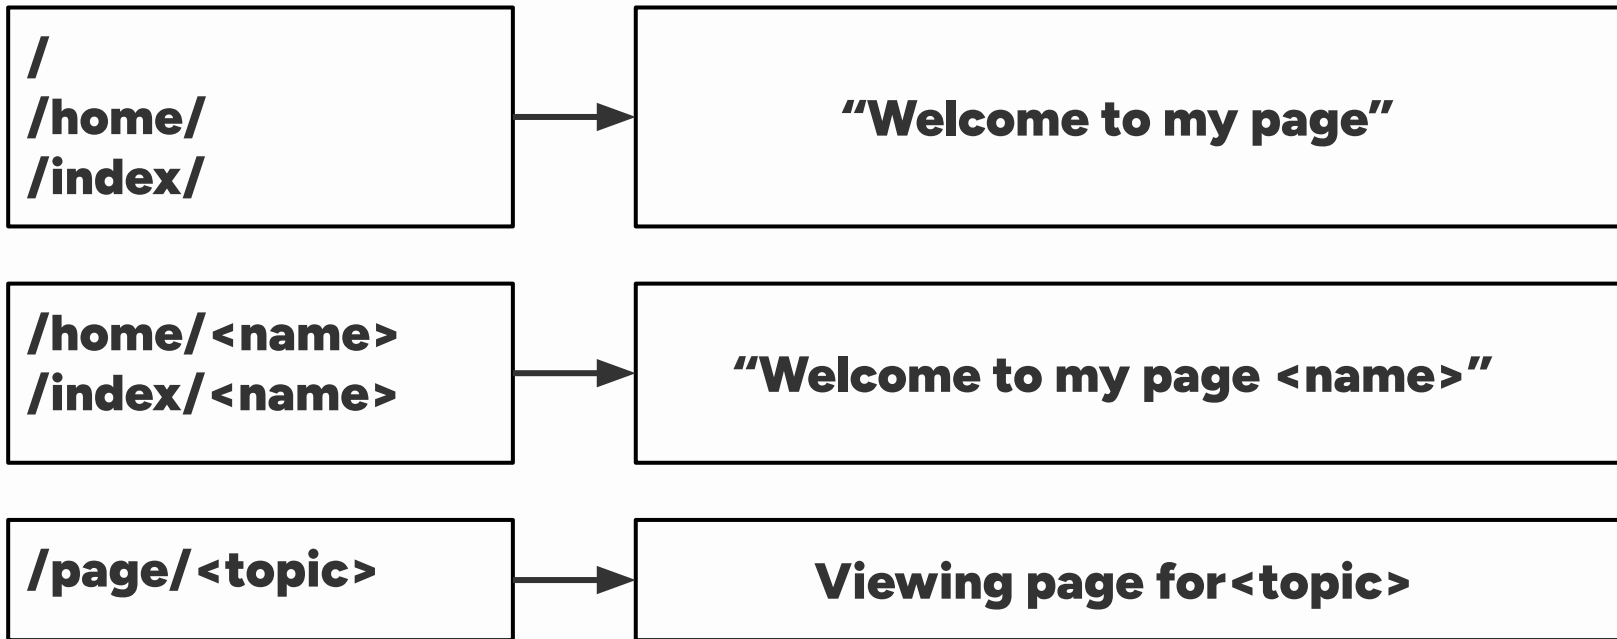 /
/home/
/index/
“Welcome to my page”
/home/<name>
/index/<name>
“Welcome to my page <name>”
/page/<topic>
Viewing page for<topic>